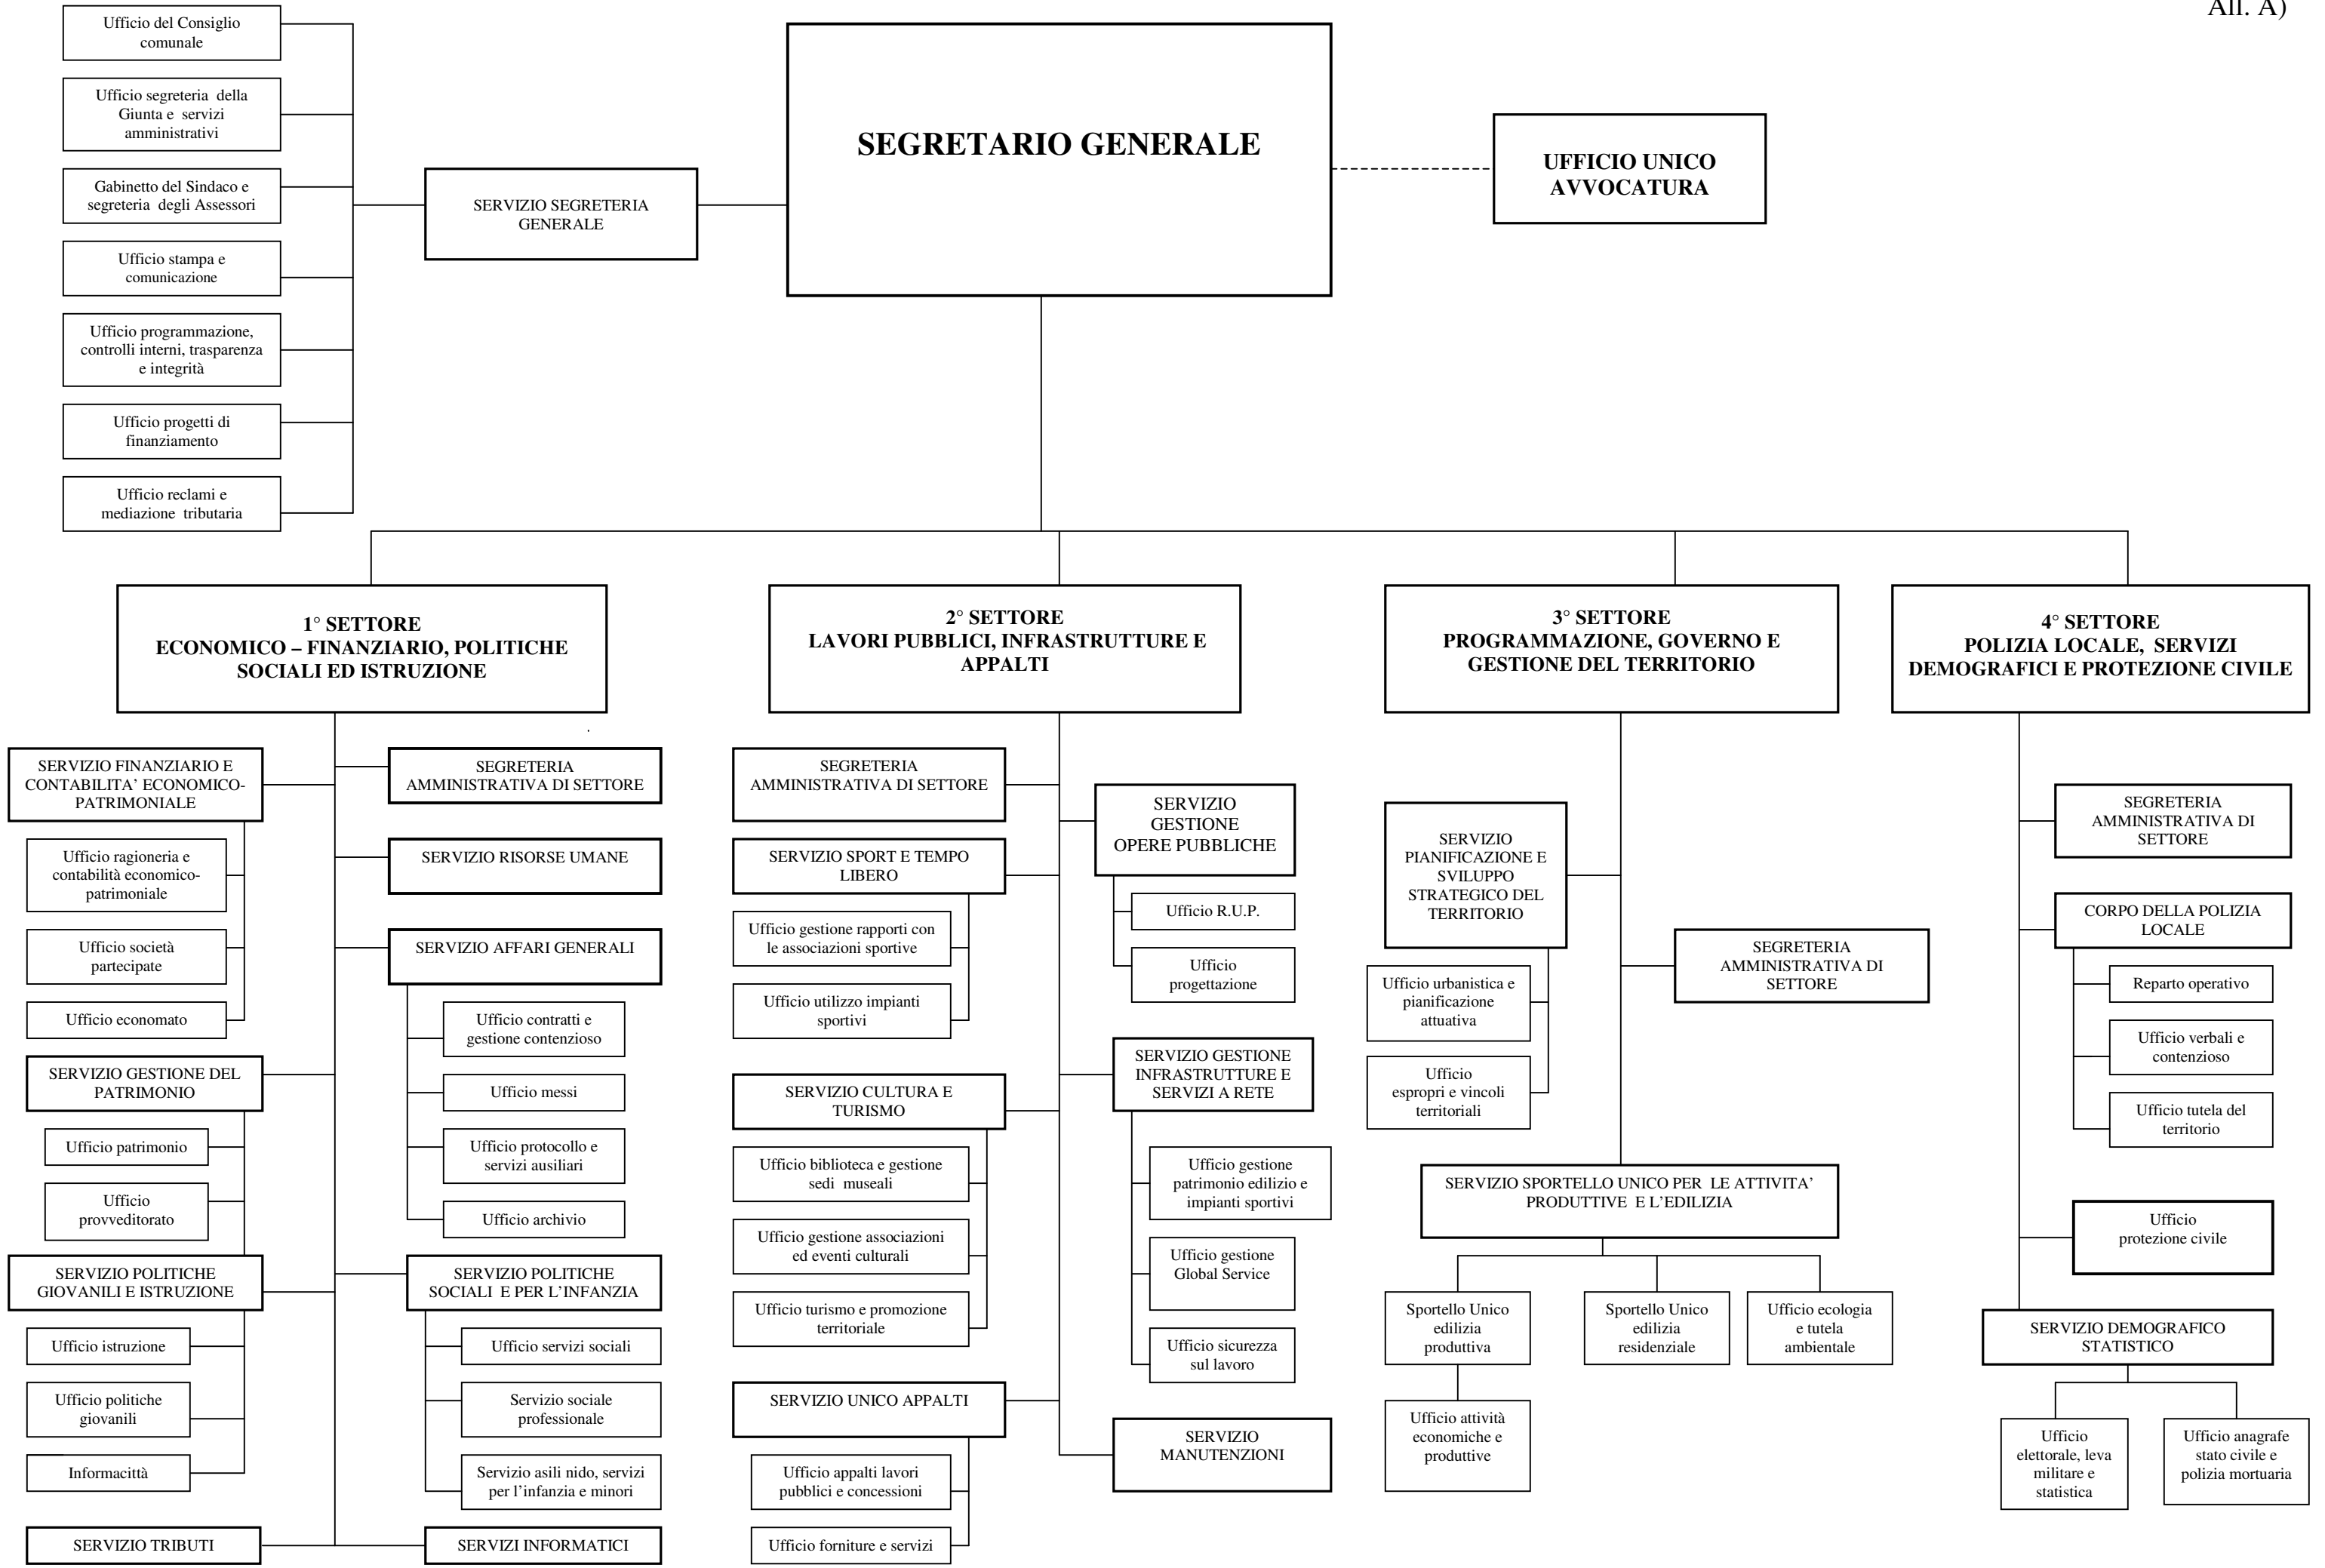 All. A)
Ufficio del Consiglio
comunale
Ufficio segreteria della
Giunta e servizi
amministrativi
Gabinetto del Sindaco e
segreteria degli Assessori
Ufficio stampa e
comunicazione
Ufficio programmazione,
controlli interni, trasparenza
e integrità
Ufficio progetti di
finanziamento
Ufficio reclami e
mediazione tributaria
SERVIZIO SEGRETERIA
GENERALE
SEGRETARIO GENERALE
UFFICIO UNICO
AVVOCATURA
1° SETTORE
ECONOMICO – FINANZIARIO, POLITICHE
SOCIALI ED ISTRUZIONE
SERVIZIO FINANZIARIO E
CONTABILITA’ ECONOMICO-
PATRIMONIALE
Ufficio ragioneria e
contabilità economico-
patrimoniale
Ufficio società
partecipate
Ufficio economato
SERVIZIO GESTIONE DEL
PATRIMONIO
Ufficio patrimonio
Ufficio
provveditorato
SERVIZIO POLITICHE
GIOVANILI E ISTRUZIONE
Ufficio istruzione
Ufficio politiche
giovanili
Informacittà
SERVIZIO TRIBUTI
SEGRETERIA
AMMINISTRATIVA DI SETTORE
SERVIZIO RISORSE UMANE
SERVIZIO AFFARI GENERALI
Ufficio contratti e
gestione contenzioso
Ufficio messi
Ufficio protocollo e
servizi ausiliari
Ufficio archivio
SERVIZIO POLITICHE
SOCIALI E PER L’INFANZIA
Ufficio servizi sociali
Servizio sociale
professionale
Servizio asili nido, servizi
per l’infanzia e minori
SERVIZI INFORMATICI
2° SETTORE
LAVORI PUBBLICI, INFRASTRUTTURE E
APPALTI
SEGRETERIA
AMMINISTRATIVA DI SETTORE
SERVIZIO SPORT E TEMPO
LIBERO
Ufficio gestione rapporti con
le associazioni sportive
Ufficio utilizzo impianti
sportivi
SERVIZIO CULTURA E
TURISMO
Ufficio biblioteca e gestione
sedi museali
Ufficio gestione associazioni
ed eventi culturali
Ufficio turismo e promozione
territoriale
SERVIZIO UNICO APPALTI
Ufficio appalti lavori
pubblici e concessioni
Ufficio forniture e servizi
SERVIZIO
GESTIONE
OPERE PUBBLICHE
Ufficio R.U.P.
Ufficio
progettazione
SERVIZIO GESTIONE
INFRASTRUTTURE E
SERVIZI A RETE
Ufficio gestione
patrimonio edilizio e
impianti sportivi
Ufficio gestione
Global Service
Ufficio sicurezza
sul lavoro
SERVIZIO
MANUTENZIONI
3° SETTORE
PROGRAMMAZIONE, GOVERNO E
GESTIONE DEL TERRITORIO
SERVIZIO
PIANIFICAZIONE E
SVILUPPO
STRATEGICO DEL
TERRITORIO
Ufficio urbanistica e
pianificazione
attuativa
Ufficio
espropri e vincoli
territoriali
SEGRETERIA
AMMINISTRATIVA DI
SETTORE
SERVIZIO SPORTELLO UNICO PER LE ATTIVITA’
PRODUTTIVE E L’EDILIZIA
Sportello Unico
edilizia
produttiva
Sportello Unico
edilizia
residenziale
Ufficio ecologia
e tutela
ambientale
Ufficio attività
economiche e
produttive
4° SETTORE
POLIZIA LOCALE, SERVIZI
DEMOGRAFICI E PROTEZIONE CIVILE
SEGRETERIA
AMMINISTRATIVA DI
SETTORE
CORPO DELLA POLIZIA
LOCALE
Reparto operativo
Ufficio verbali e
contenzioso
Ufficio tutela del
territorio
Ufficio
protezione civile
SERVIZIO DEMOGRAFICO
STATISTICO
Ufficio
elettorale, leva
militare e
statistica
Ufficio anagrafe
stato civile e
polizia mortuaria